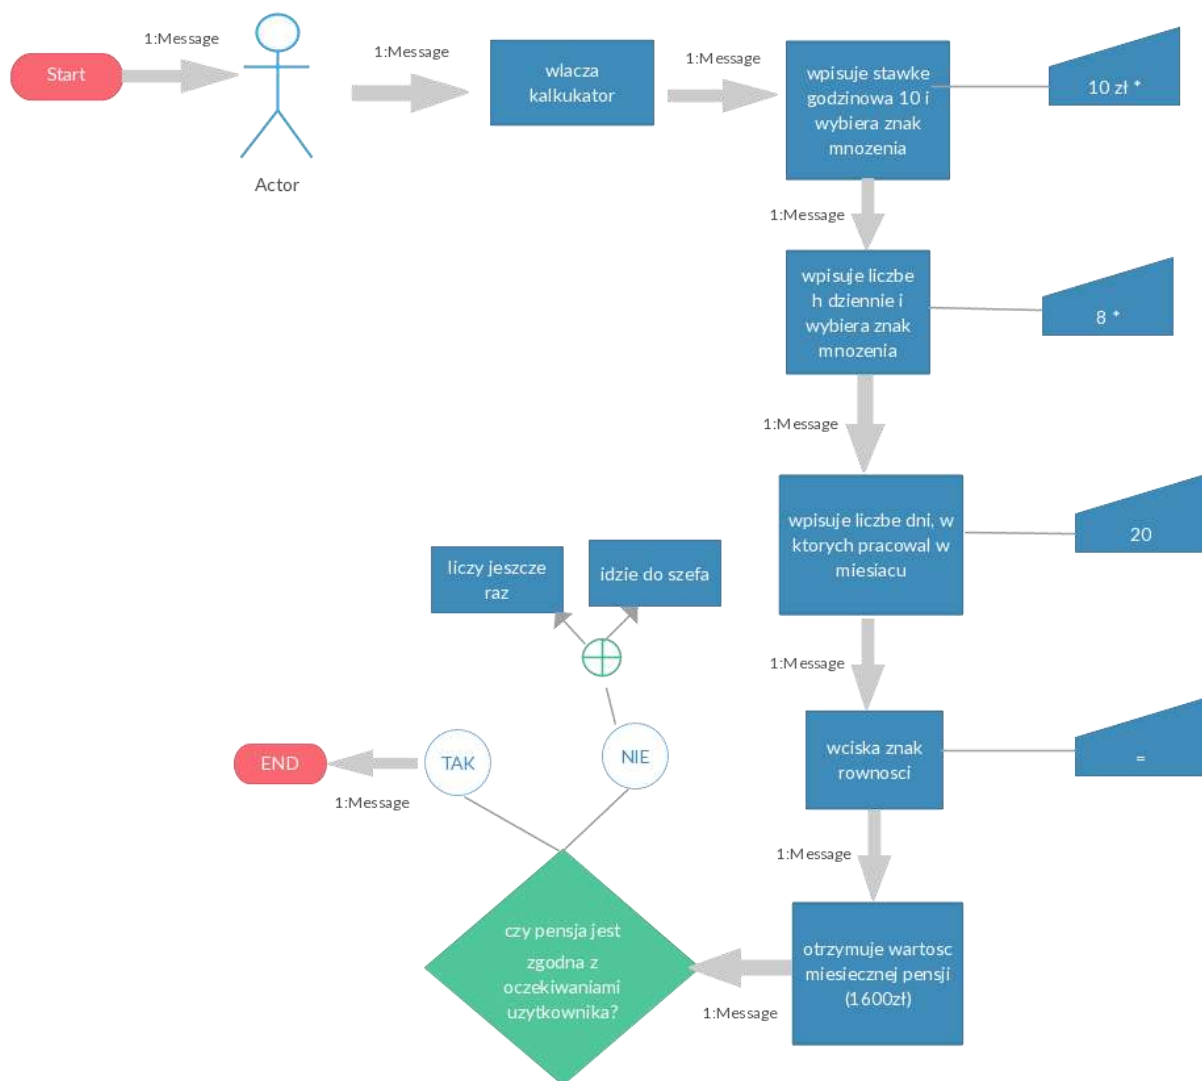 Start
1:Message
Actor
1:Message
wlacza
kalkukator
1:Message
wpisuje stawke
godzinowa 10 i
wybiera znak
mnozenia
10 zł *
1:Message
wpisuje liczbe
h dziennie i
wybiera znak
mnozenia
8 *
1:Message
wpisuje liczbe dni, w
ktorych pracowal w
miesiacu
20
1:Message
wciska znak
rownosci
=
1:Message
otrzymuje wartosc
miesiecznej pensji
(1600zł)
1:Message
czy pensja jest
zgodna z
oczekiwaniami
uzytkownika?
TAK
1:Message
END
NIE
liczy jeszcze
raz
idzie do szefa